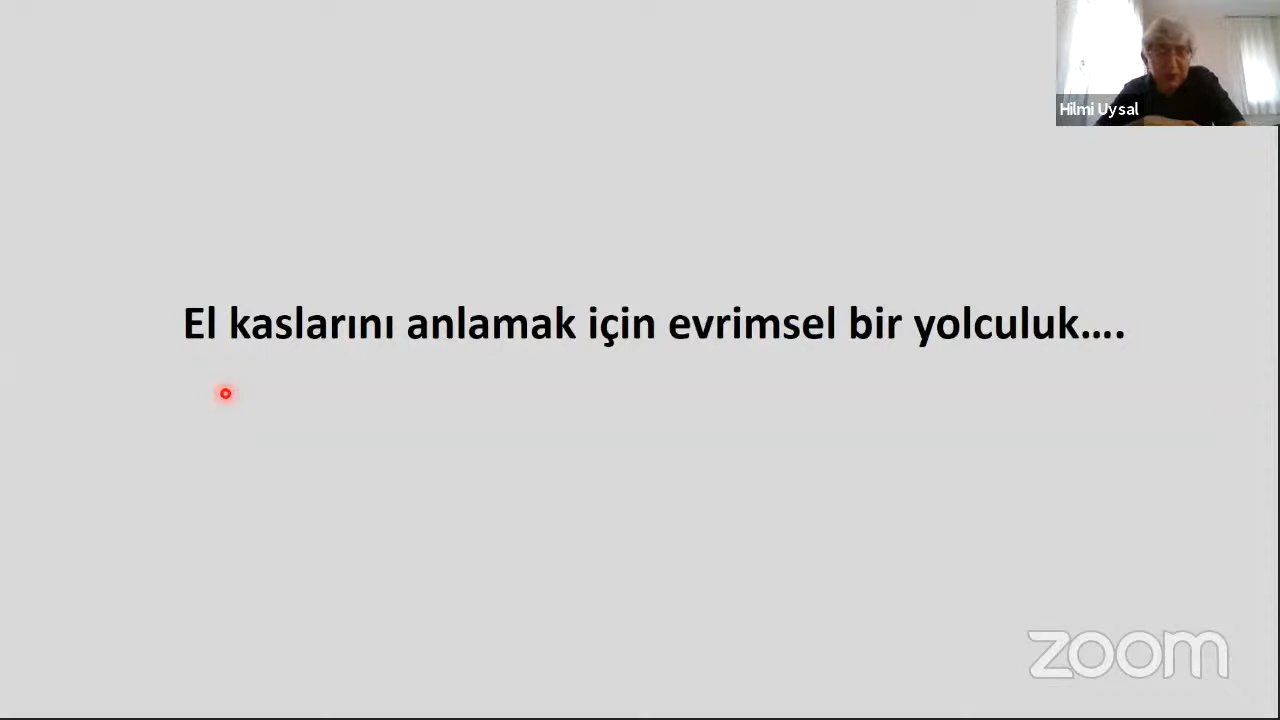 Hilmi Uysal
El kaslarını anlamak için evrimsel bir yolculuk....
zoom